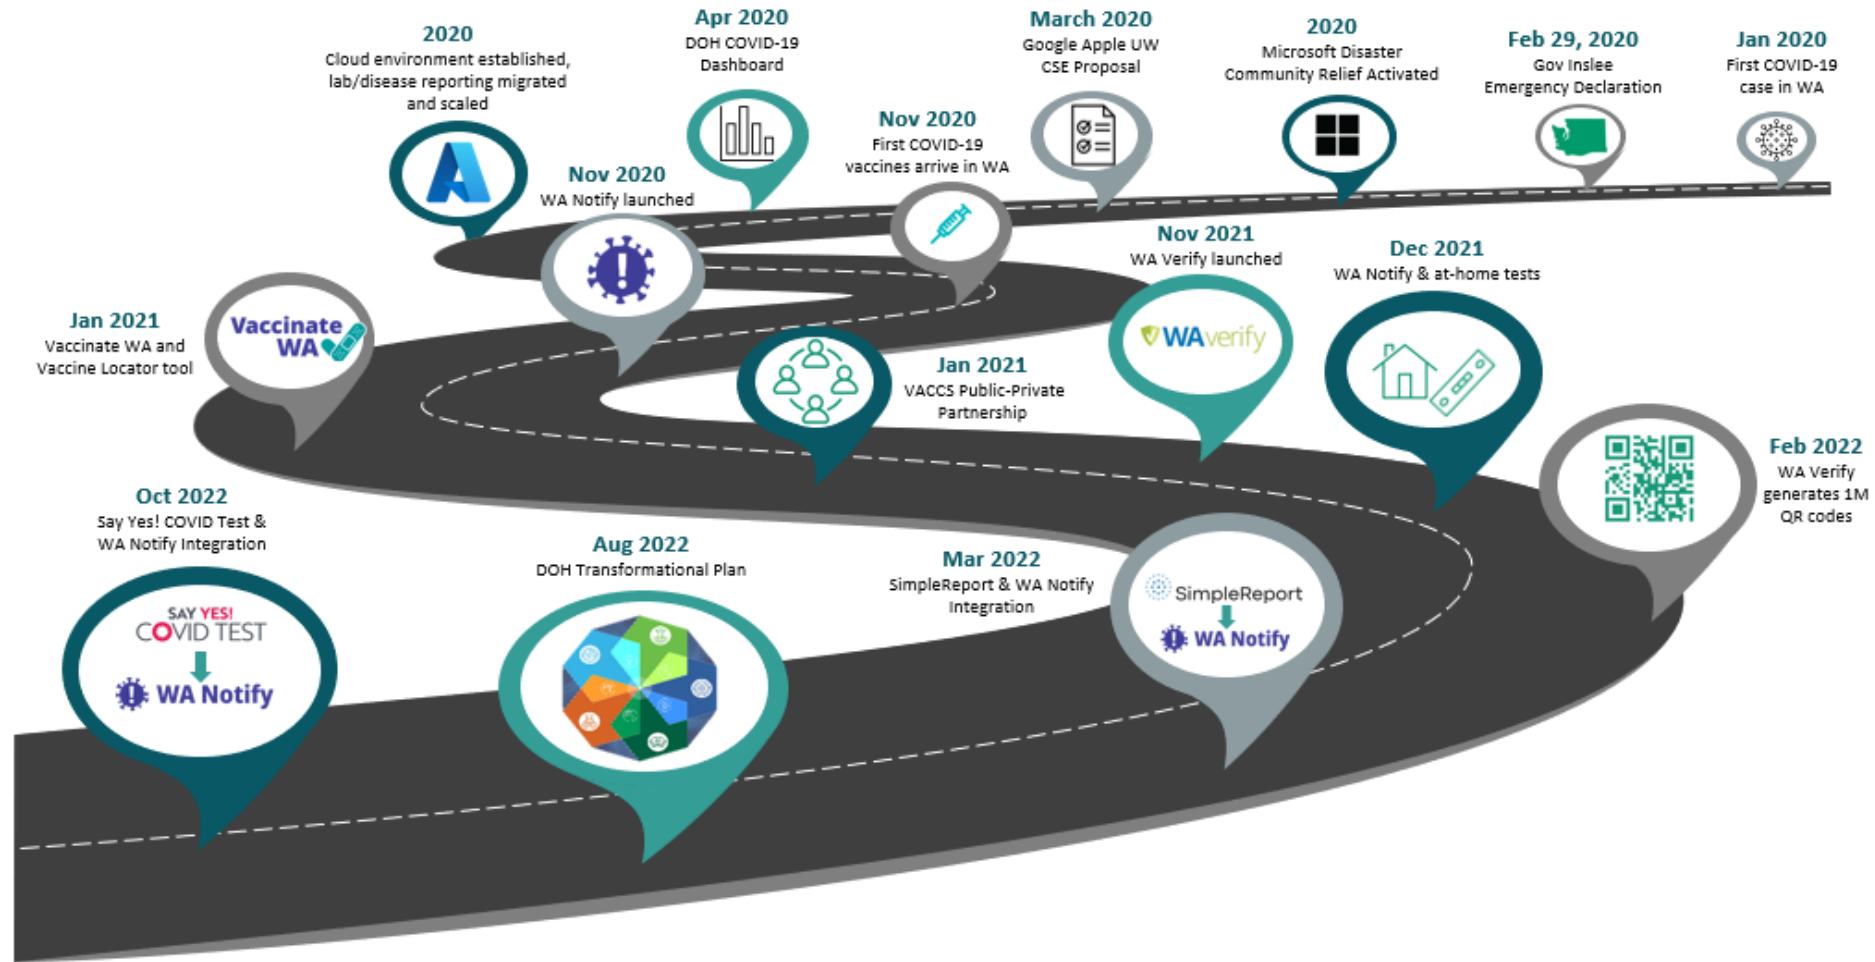 2020
Cloud environment established,
lab/disease reporting migrated
and scaled
Apr 2020
DOH COVID-19
Dashboard
March 2020
Google Apple UW
CSE Proposal
2020
Microsoft Disaster
Community Relief Activated
Feb 29, 2020
Gov Inslee
Emergency Declaration
Jan 2020
First COVID-19
case in WA
Nov 2020
WA Notify launched
Nov 2020
First COVID-19
vaccines arrive in WA
Jan 2021
Vaccinate WA and
Vaccine Locator tool
Vaccinate
WA
Jan 2021
VACCS Public-Private
Partnership
Nov 2021
WA Verify launched
WAverify
Dec 2021
WA Notify & at-home tests
Feb 2022
WA Verify
generates 1M
QR codes
Oct 2022
Say Yes! COVID Test &
WA Notify Integration
SAY YES!
COVID TEST
WA Notify
Aug 2022
DOH Transformational Plan
Mar 2022
SimpleReport & WA Notify
Integration
SimpleReport
WA Notify